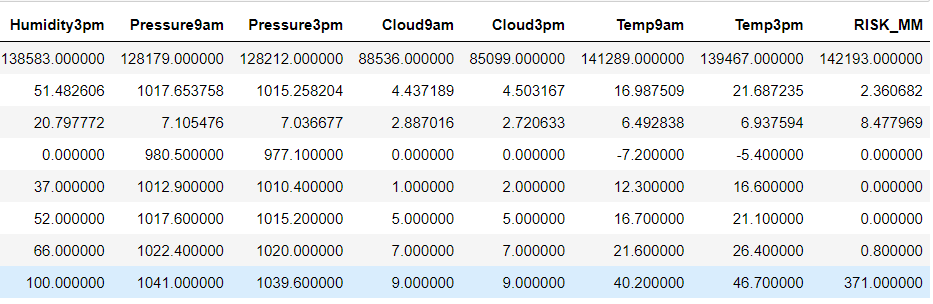 Humidity3pm Pressure9am Pressure3pm Cloud9am Cloud3pm Temp9am Temp3pm RISK_MM
138583.000000 128179.000000 128212.000000 88536.000000 85099.000000 141289.000000 139467.000000 142193.000000
51.482606 1017.653758 1015.258204 4.437189 4.503167 16.987509 21.687235 2.360682
20.797772 7.105476 7.036677 2.887016 2.720633 6.492838 6.937594 8.477969
0.000000 980.500000 977.100000 0.000000 0.000000 -7.200000 -5.400000 0.000000
37.000000 1012.900000 1010.400000 1.000000 2.000000 12.300000 16.600000 0.000000
52.000000 1017.600000 1015.200000 5.000000 5.000000 16.700000 21.100000 0.000000
66.000000 1022.400000 1020.000000 7.000000 7.000000 21.600000 26.400000 0.800000
100.000000 1041.000000 1039.600000 9.000000 9.000000 40.200000 46.700000 371.000000